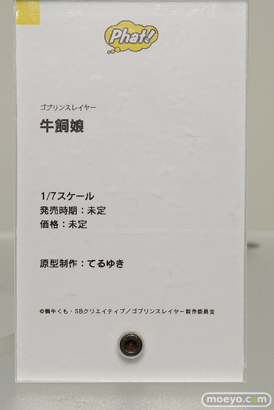 Phat!
ゴブリンスレイヤー
牛飼娘
1/7スケール
発売時期：未定
価格：未定
原型制作：てるゆき
©蝸牛くも・SBクリエイティブ／ゴブリンスレイヤー製作委員会
moeyo.com